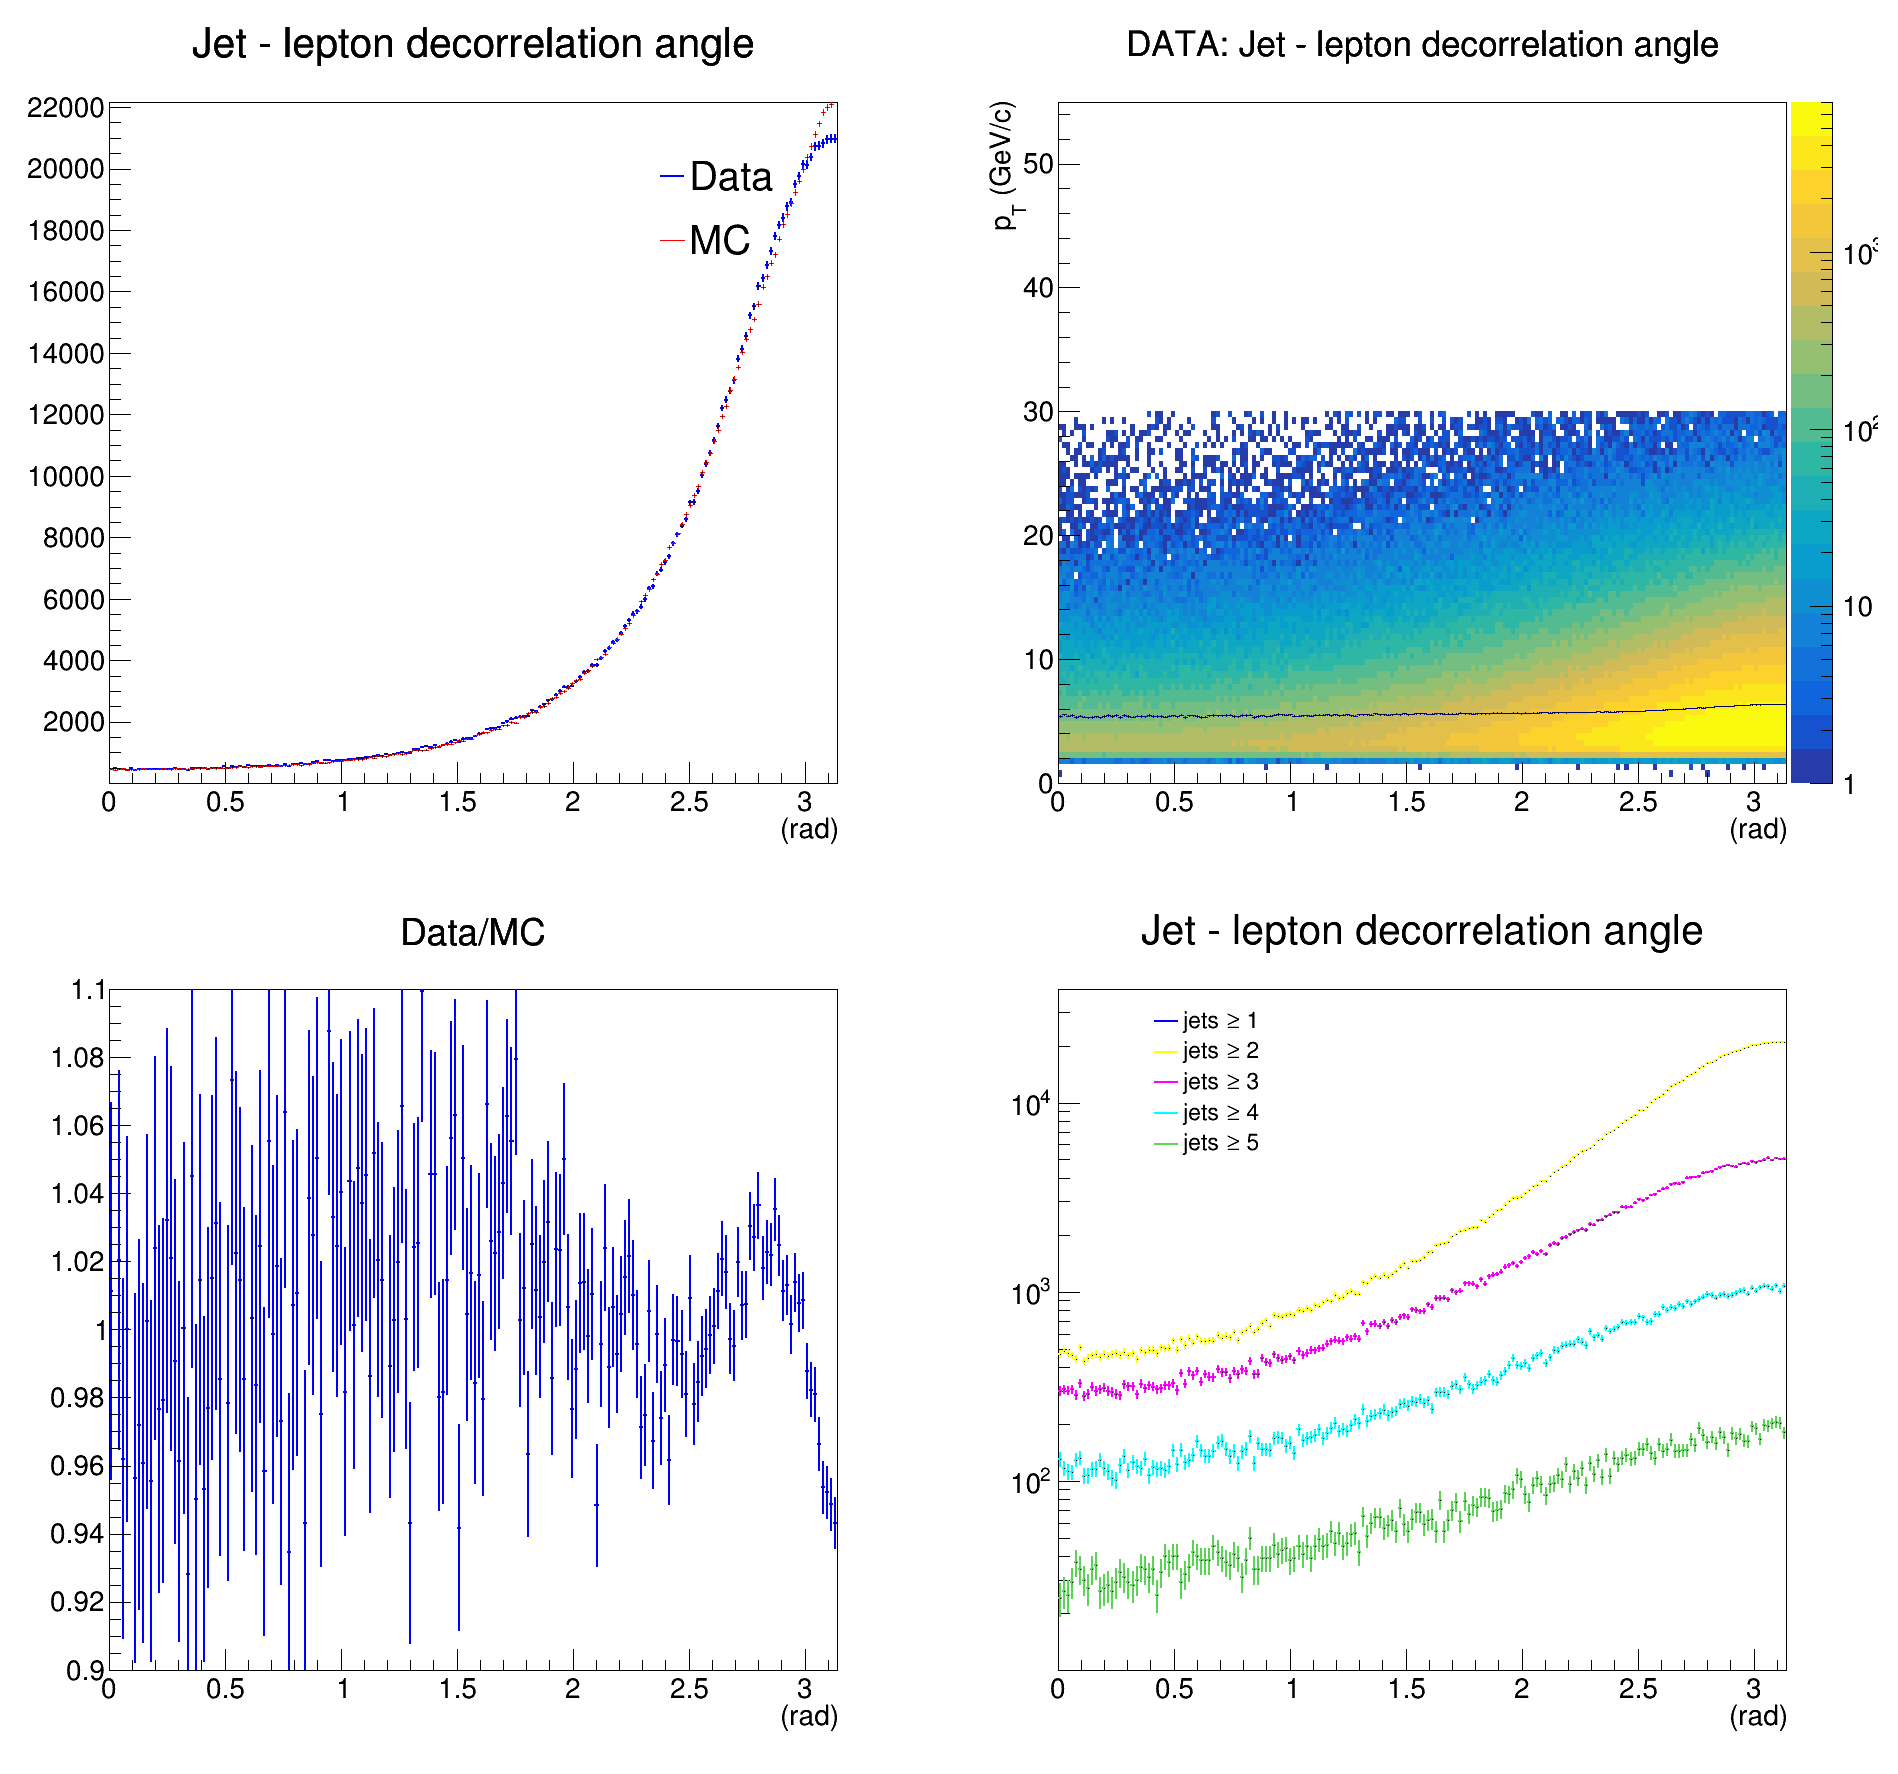 Jet - lepton decorrelation angle
22000
20000
18000
16000
14000
12000
10000
8000
6000
4000
2000
Data
MC
0 0.5 1 1.5 2 2.5 3
(rad)
DATA: Jet - lepton decorrelation angle
p_T (GeV/c)
50
40
30
20
10
0
10³
10²
10
1
0 0.5 1 1.5 2 2.5 3
(rad)
Data/MC
1.1
1.08
1.06
1.04
1.02
1
0.98
0.96
0.94
0.92
0.9
0 0.5 1 1.5 2 2.5 3
(rad)
Jet - lepton decorrelation angle
jets ≥ 1
jets ≥ 2
jets ≥ 3
jets ≥ 4
jets ≥ 5
10⁴
10³
10²
0 0.5 1 1.5 2 2.5 3
(rad)